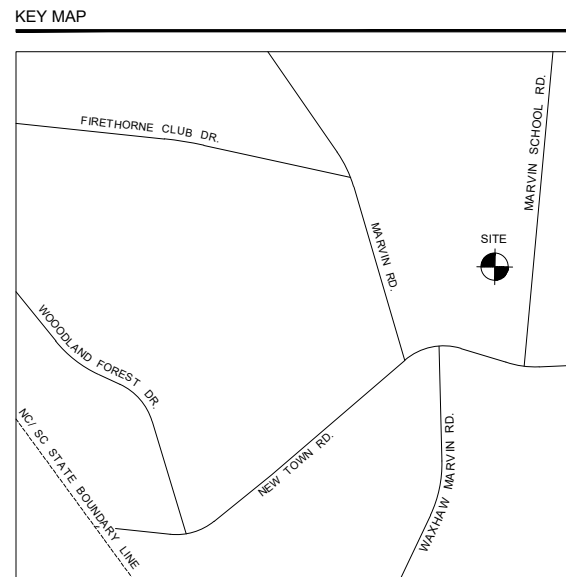 KEY MAP
FIRETHORNE CLUB DR.
MARVIN SCHOOL RD.
MARVIN RD.
SITE
WOOODLAND FOREST DR.
NC/ SC STATE BOUNDARY LINE
NEW TOWN RD.
WAXHAW MARVIN RD.